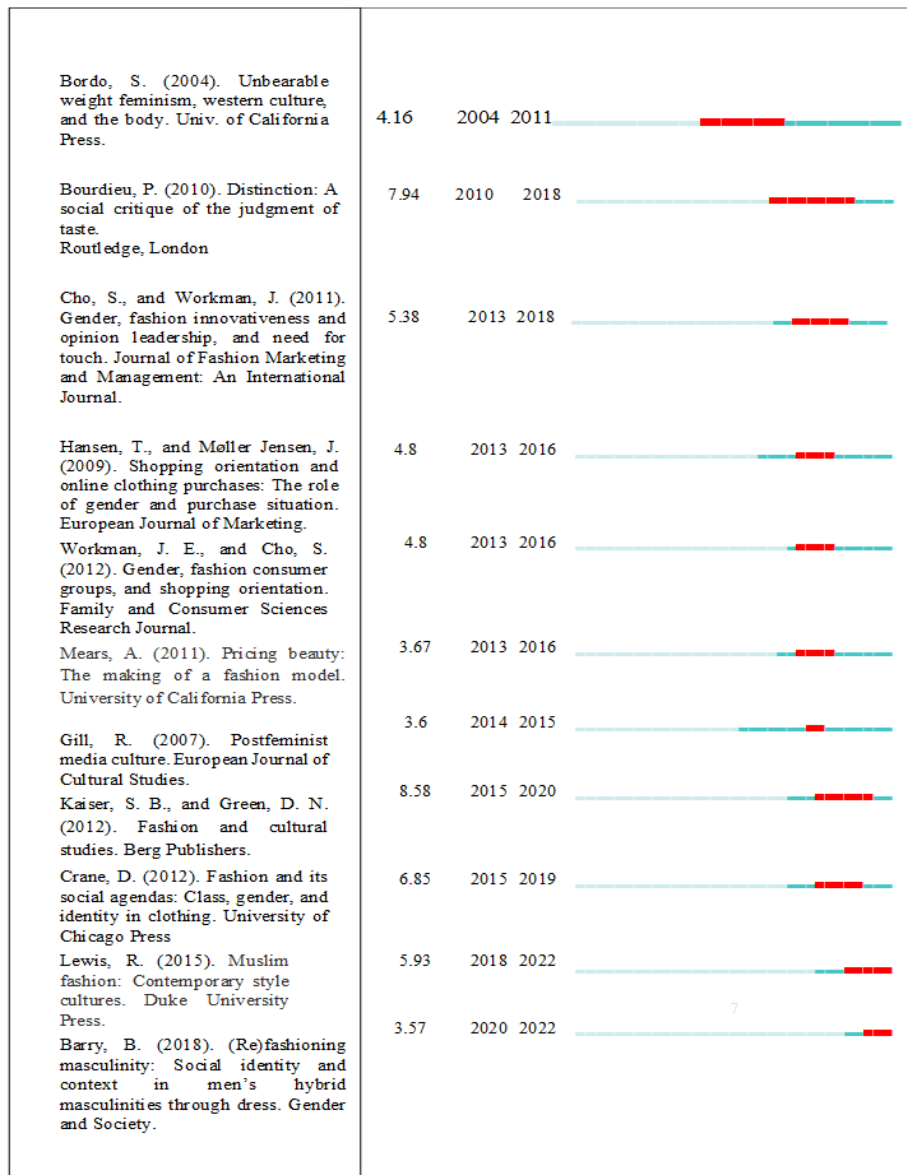 Bordo, S. (2004). Unbearable
weight feminism, western culture,
and the body. Univ. of California
Press.
4.16 2004 2011
Bourdieu, P. (2010). Distinction: A
social critique of the judgment of
taste.
Routledge, London
7.94 2010 2018
Cho, S., and Workman, J. (2011).
Gender, fashion innovativeness and
opinion leadership, and need for
touch. Journal of Fashion Marketing
and Management: An International
Journal.
5.38 2013 2018
Hansen, T., and Møller Jensen, J.
(2009). Shopping orientation and
online clothing purchases: The role
of gender and purchase situation.
European Journal of Marketing.
4.8 2013 2016
Workman, J. E., and Cho, S.
(2012). Gender, fashion consumer
groups, and shopping orientation.
Family and Consumer Sciences
Research Journal.
4.8 2013 2016
Mears, A. (2011). Pricing beauty:
The making of a fashion model.
University of California Press.
3.67 2013 2016
Gill, R. (2007). Postfeminist
media culture. European Journal of
Cultural Studies.
3.6 2014 2015
Kaiser, S. B., and Green, D. N.
(2012). Fashion and cultural
studies. Berg Publishers.
8.58 2015 2020
Crane, D. (2012). Fashion and its
social agendas: Class, gender, and
identity in clothing. University of
Chicago Press
6.85 2015 2019
Lewis, R. (2015). Muslim
fashion: Contemporary style
cultures. Duke University
Press.
5.93 2018 2022
7
Barry, B. (2018). (Re)fashioning
masculinity: Social identity and
context in men’s hybrid
masculinities through dress. Gender
and Society.
3.57 2020 2022